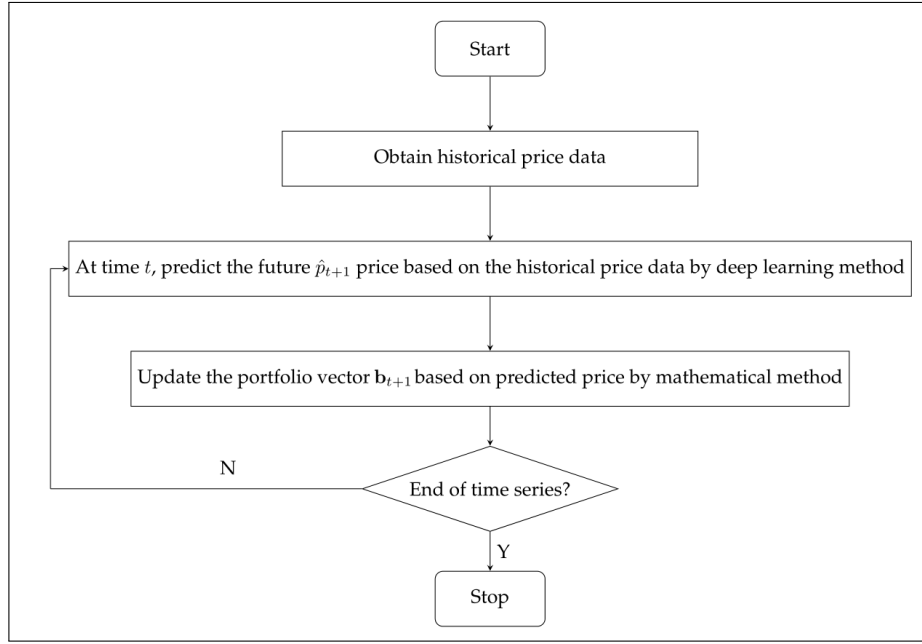 Start
Obtain historical price data
At time t, predict the future p̂ₜ₊₁ price based on the historical price data by deep learning method
Update the portfolio vector bₜ₊₁ based on predicted price by mathematical method
N
End of time series?
Y
Stop